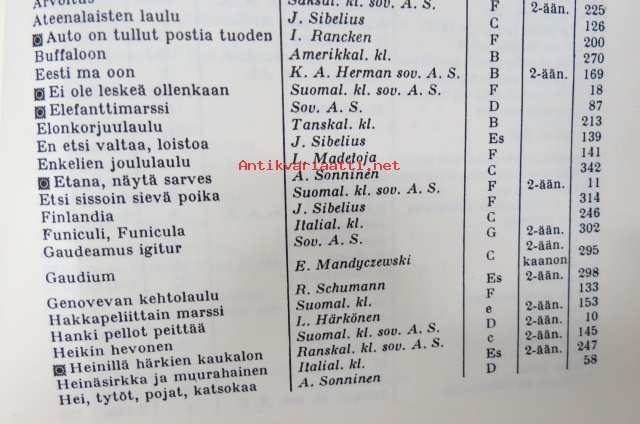 Arvoitus Saksal. kl. sov. A. S. F 2-ään. 225
Ateenalaisten laulu J. Sibelius C 126
Auto on tullut postia tuoden I. Rancken F 200
Buffaloon Amerikkal. kl. B 270
Eesti ma oon K. A. Herman sov. A. S. B 2-ään. 169
Ei ole leskeä ollenkaan Suomal. kl. sov. A. S. F 18
Elefanttimarssi Sov. A. S. D 87
Elonkorjuulaulu Tanskal. kl. B 213
En etsi valtaa, loistoa J. Sibelius Es 139
Antikvariaatti.net
Enkelien joululaulu L. Madetoja F 141
Etana, näytä sarves A. Sonninen C 342
Etsi sissoin sievä poika Suomal. kl. sov. A. S. F 2-ään. 11
Finlandia J. Sibelius F 314
Funiculi, Funicula Italial. kl. C 246
Gaudeamus igitur Sov. A. S. G 2-ään. 302
Gaudium E. Mandyczewski C 2-ään. kaanon 295
Genovevan kehtolaulu R. Schumann Es 2-ään. 298
Hakkapeliittain marssi Suomal. kl. F 133
Hanki pellot peittää L. Härkönen e 2-ään. 153
Heikin hevonen Suomal. kl. sov. A. S. D 2-ään. 10
Heinillä härkien kaukalon Ranskal. kl. sov. A. S. c 2-ään. 145
Heinäsirkka ja muurahainen Italial. kl. Es 2-ään. 247
Hei, tytöt, pojat, katsokaa A. Sonninen D 58